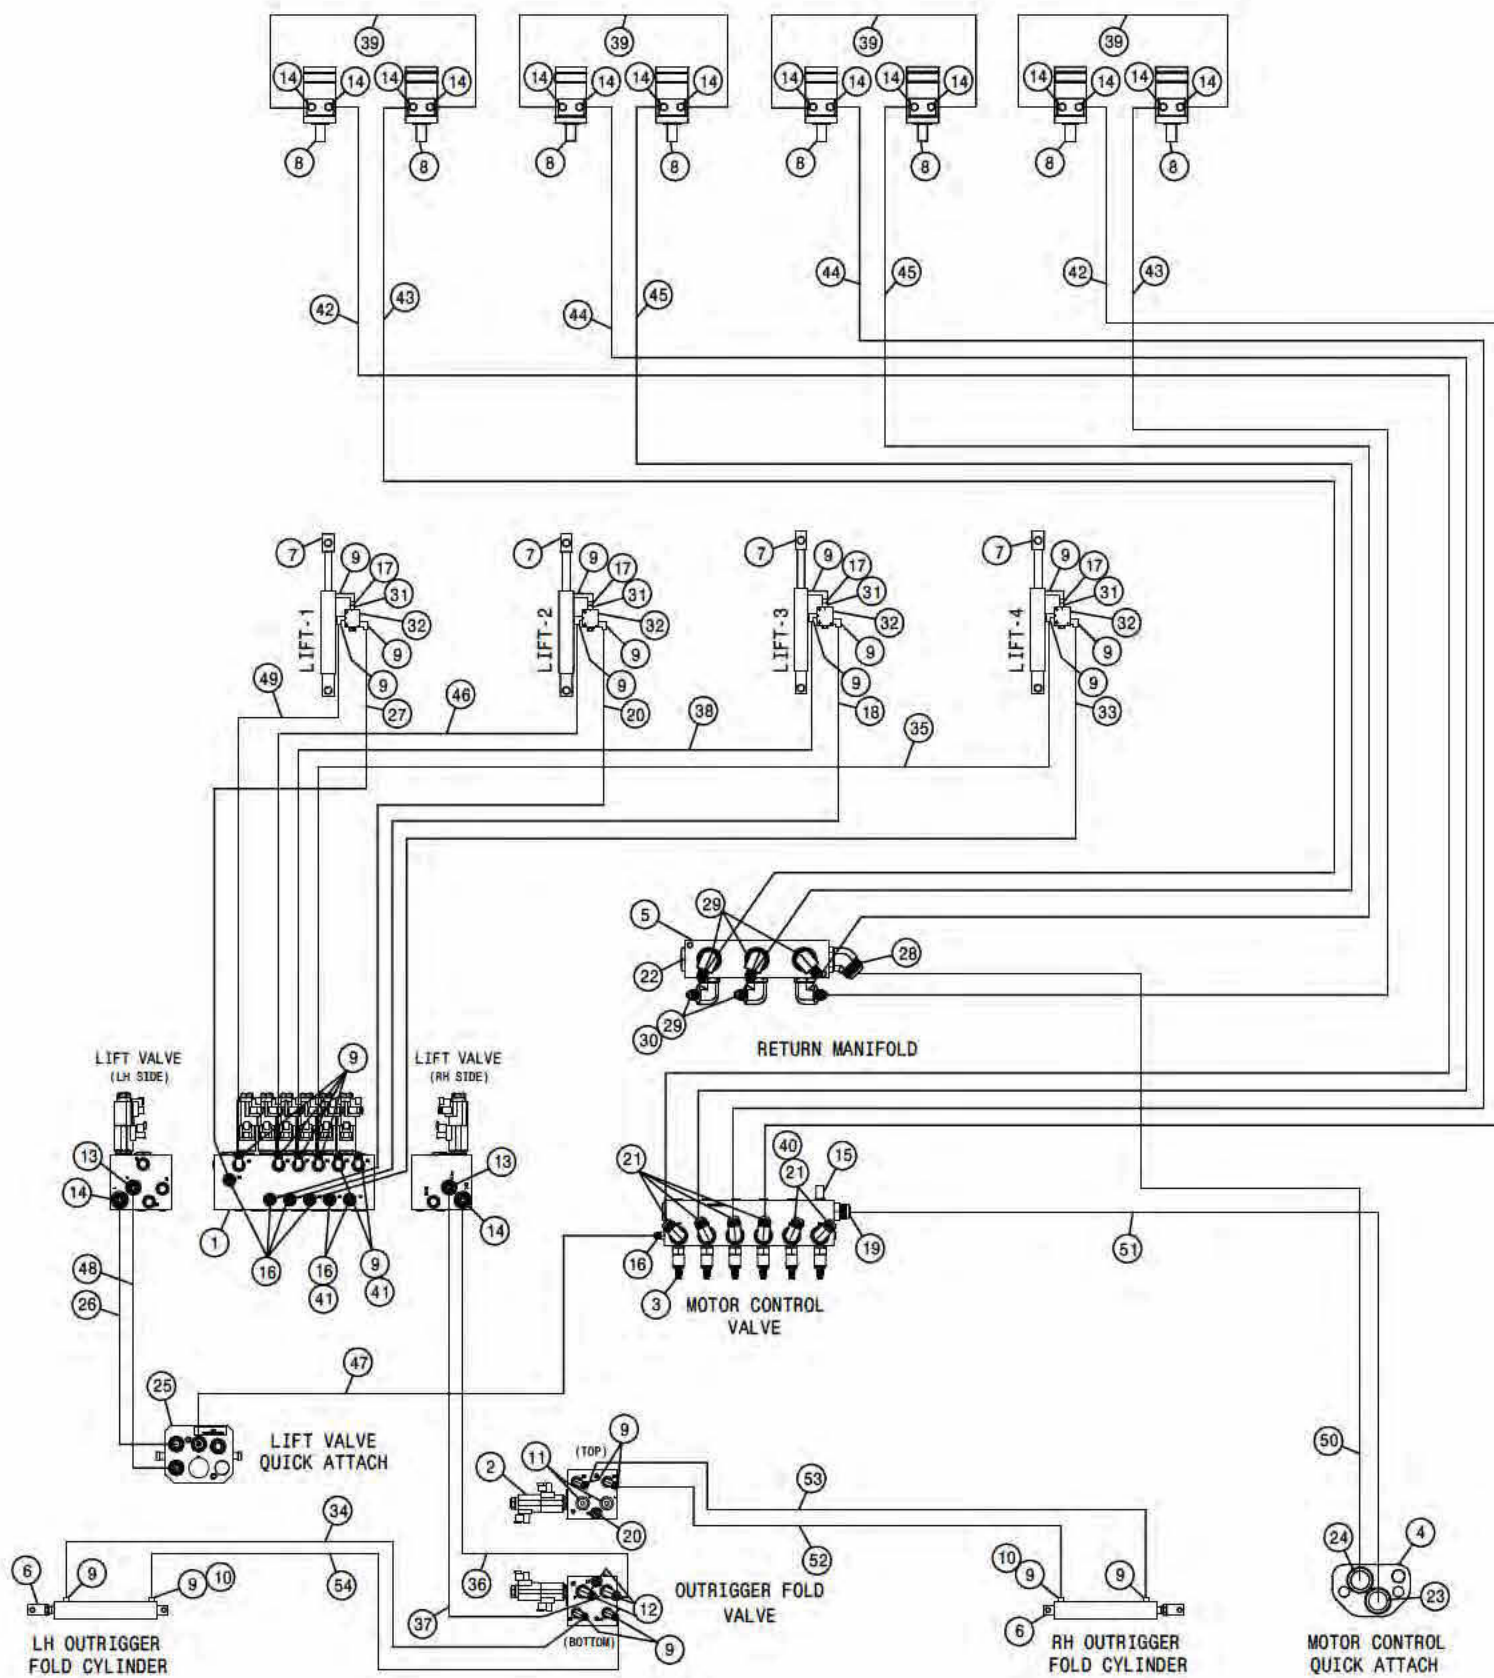 39 39 39 39
14 14 14 14 14 14 14 14 14 14 14 14 14 14 14 14
8 8 8 8 8 8 8 8
42 43 44 45 44 45 42 43
7 9 17 31 32 9 9 27
LIFT-1
7 9 17 31 32 9 9 20
LIFT-2
7 9 17 31 32 9 9 18
LIFT-3
7 9 17 31 32 9 9 33
LIFT-4
49 46 38 35
5 29 28
22
30 29
RETURN MANIFOLD
LIFT VALVE
(LH SIDE)
13
14
9
1 16 16 9
41 41
LIFT VALVE
(RH SIDE)
13
14
21 40 15
21
16 19 51
3
MOTOR CONTROL
VALVE
48
26
47
25
LIFT VALVE
QUICK ATTACH
(TOP) 9
2 11
20
53
52
50
34
54
36
37
OUTRIGGER FOLD
VALVE
12
9
(BOTTOM)
6 9 9 10
LH OUTRIGGER
FOLD CYLINDER
10 9 9
6
RH OUTRIGGER
FOLD CYLINDER
24 4
23
MOTOR CONTROL
QUICK ATTACH